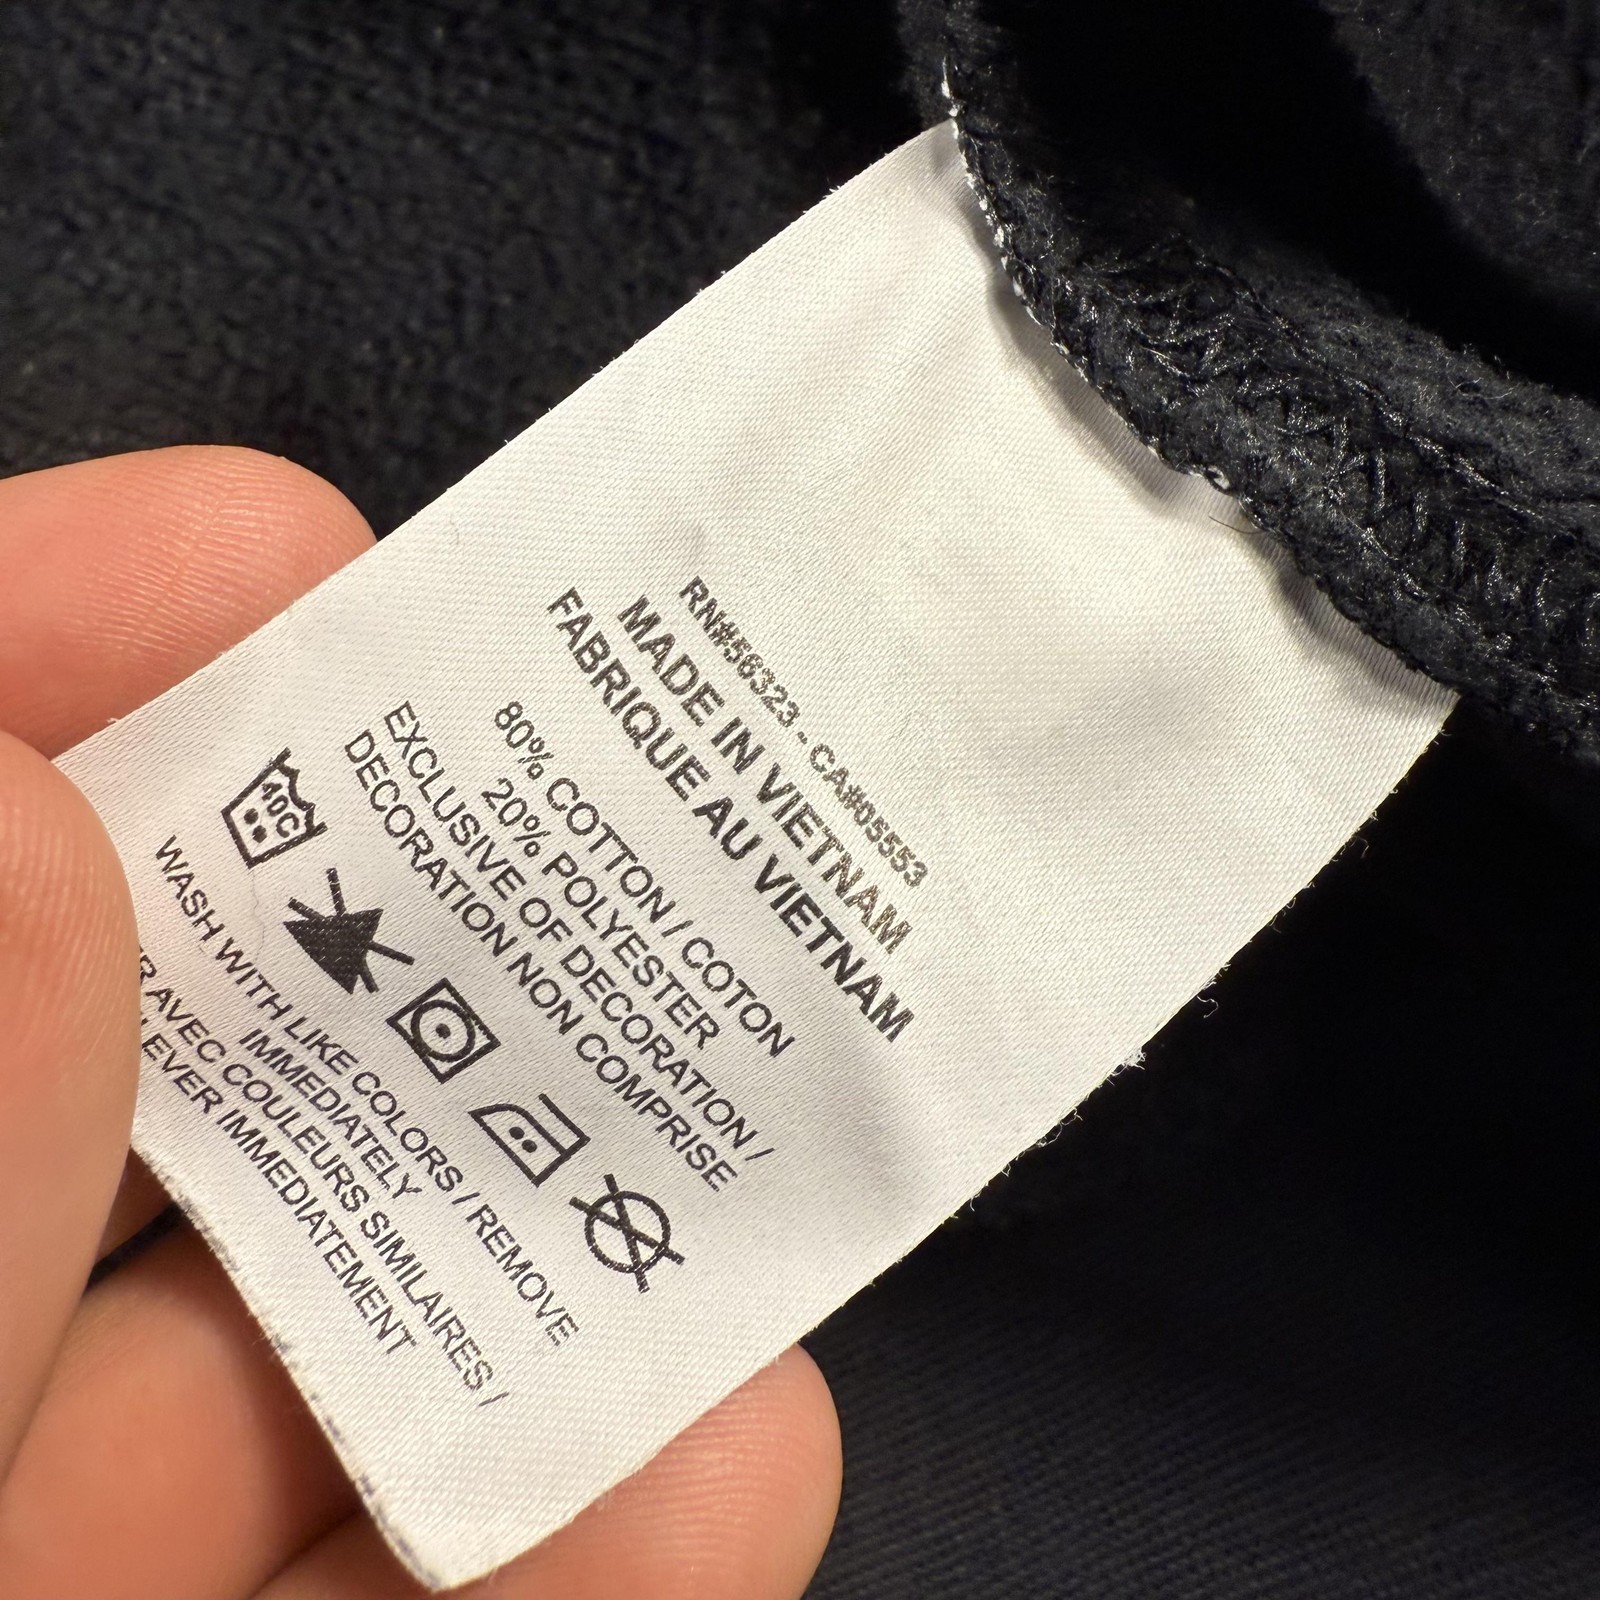 RN#56323 - CA#05553
MADE IN VIETNAM
FABRIQUE AU VIETNAM
80% COTTON / COTON
20% POLYESTER
EXCLUSIVE OF DECORATION /
DECORATION NON COMPRISE
40C
WASH WITH LIKE COLORS / REMOVE
IMMEDIATELY
AVEC COULEURS SIMILAIRES /
IMMEDIATEMENT